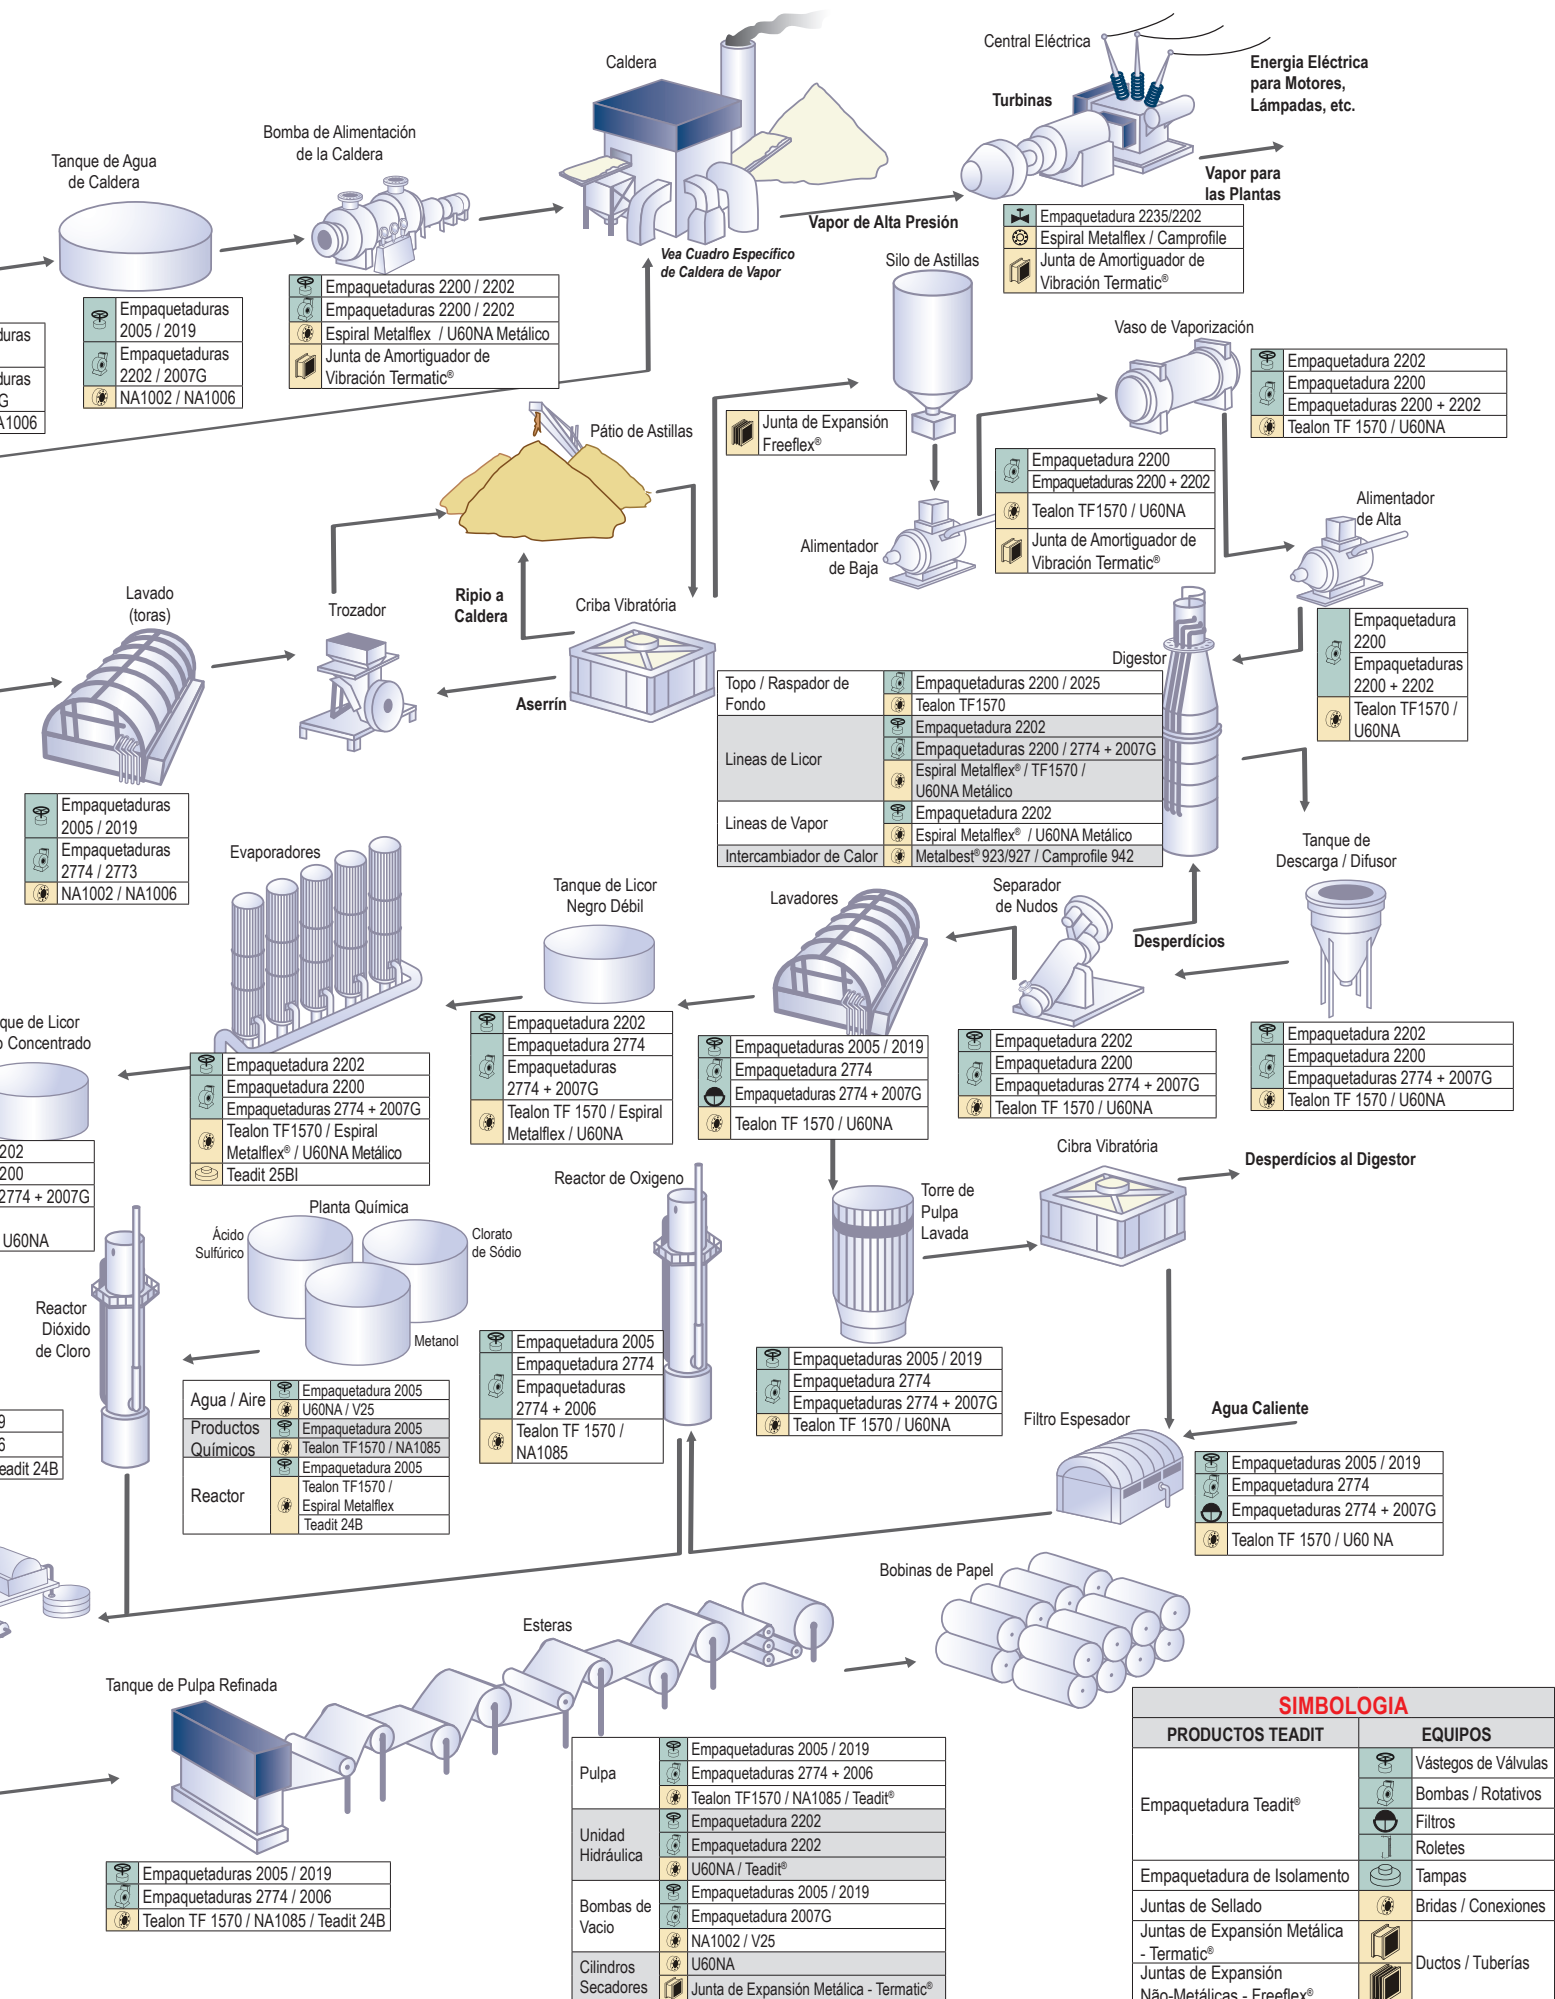 Central Eléctrica
Energia Eléctrica
para Motores,
Lámpadas, etc.
Turbinas
Caldera
Bomba de Alimentación
de la Caldera
Tanque de Agua
de Caldera
Vapor para
las Plantas
Vapor de Alta Presión
Empaquetadura 2235/2202
Espiral Metalflex / Camprofile
Junta de Amortiguador de
Vibración Termatic®
Vea Cuadro Específico
de Caldera de Vapor
Empaquetaduras 2200 / 2202
Empaquetaduras 2200 / 2202
Espiral Metalflex / U60NA Metálico
Junta de Amortiguador de
Vibración Termatic®
Empaquetaduras
2005 / 2019
Empaquetaduras
2202 / 2007G
NA1002 / NA1006
duras
duras
G
A1006
Silo de Astillas
Vaso de Vaporización
Empaquetadura 2202
Empaquetadura 2200
Empaquetaduras 2200 + 2202
Tealon TF 1570 / U60NA
Junta de Expansión
Freeflex®
Pátio de Astillas
Empaquetadura 2200
Empaquetaduras 2200 + 2202
Tealon TF1570 / U60NA
Junta de Amortiguador de
Vibración Termatic®
Alimentador
de Alta
Alimentador
de Baja
Lavado
(toras)
Trozador
Ripio a
Caldera
Criba Vibratória
Aserrín
Empaquetadura
2200
Empaquetaduras
2200 + 2202
Tealon TF1570 /
U60NA
Digestor
Topo / Raspador de
Fondo
Empaquetaduras 2200 / 2025
Tealon TF1570
Lineas de Licor
Empaquetadura 2202
Empaquetaduras 2200 / 2774 + 2007G
Espiral Metalflex® / TF1570 /
U60NA Metálico
Lineas de Vapor
Empaquetadura 2202
Espiral Metalflex® / U60NA Metálico
Intercambiador de Calor
Metalbest® 923/927 / Camprofile 942
Empaquetaduras
2005 / 2019
Empaquetaduras
2774 / 2773
NA1002 / NA1006
Evaporadores
Tanque de Licor
Negro Débil
Lavadores
Separador
de Nudos
Desperdícios
Tanque de
Descarga / Difusor
que de Licor
o Concentrado
Empaquetadura 2202
Empaquetadura 2200
Empaquetaduras 2774 + 2007G
Tealon TF1570 / Espiral
Metalflex® / U60NA Metálico
Teadit 25BI
Empaquetadura 2202
Empaquetadura 2774
Empaquetaduras
2774 + 2007G
Tealon TF 1570 / Espiral
Metalflex / U60NA
Empaquetaduras 2005 / 2019
Empaquetadura 2774
Empaquetaduras 2774 + 2007G
Tealon TF 1570 / U60NA
Empaquetadura 2202
Empaquetadura 2200
Empaquetaduras 2774 + 2007G
Tealon TF 1570 / U60NA
Empaquetadura 2202
Empaquetadura 2200
Empaquetaduras 2774 + 2007G
Tealon TF 1570 / U60NA
202
200
2774 + 2007G
U60NA
Cibra Vibratória
Desperdícios al Digestor
Reactor de Oxigeno
Torre de
Pulpa
Lavada
Planta Química
Ácido
Sulfúrico
Clorato
de Sódio
Metanol
Reactor
Dióxido
de Cloro
Empaquetadura 2005
Empaquetadura 2774
Empaquetaduras
2774 + 2006
Tealon TF 1570 /
NA1085
Empaquetaduras 2005 / 2019
Empaquetadura 2774
Empaquetaduras 2774 + 2007G
Tealon TF 1570 / U60NA
Agua / Aire
Empaquetadura 2005
U60NA / V25
Productos
Químicos
Empaquetadura 2005
Tealon TF1570 / NA1085
Reactor
Empaquetadura 2005
Tealon TF1570 /
Espiral Metalflex
Teadit 24B
9
6
eadit 24B
Filtro Espesador
Agua Caliente
Empaquetaduras 2005 / 2019
Empaquetadura 2774
Empaquetaduras 2774 + 2007G
Tealon TF 1570 / U60 NA
Bobinas de Papel
Esteras
Tanque de Pulpa Refinada
Empaquetaduras 2005 / 2019
Empaquetaduras 2774 / 2006
Tealon TF 1570 / NA1085 / Teadit 24B
Pulpa
Empaquetaduras 2005 / 2019
Empaquetaduras 2774 + 2006
Tealon TF1570 / NA1085 / Teadit®
Unidad
Hidráulica
Empaquetadura 2202
Empaquetadura 2202
U60NA / Teadit®
Bombas de
Vacio
Empaquetaduras 2005 / 2019
Empaquetadura 2007G
NA1002 / V25
Cilindros
Secadores
U60NA
Junta de Expansión Metálica - Termatic®
SIMBOLOGIA
PRODUCTOS TEADIT
EQUIPOS
Empaquetadura Teadit®
Vástegos de Válvulas
Bombas / Rotativos
Filtros
Roletes
Empaquetadura de Isolamento
Tampas
Juntas de Sellado
Bridas / Conexiones
Juntas de Expansión Metálica
- Termatic®
Ductos / Tuberías
Juntas de Expansión
Não-Metálicas - Freeflex®